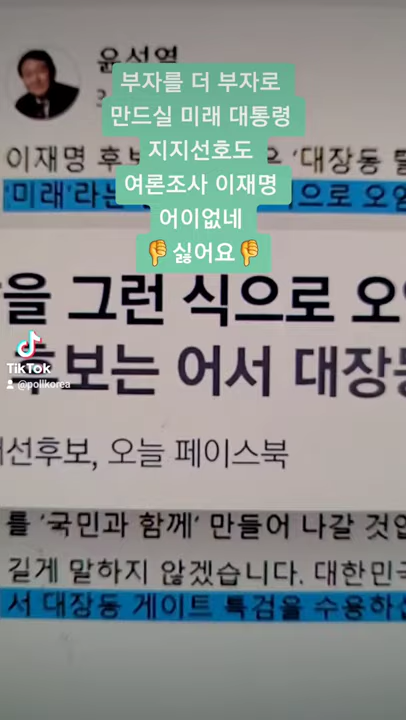 윤석열
부자를 더 부자로
만드실 미래 대통령
지지선호도
여론조사 이재명
어이없네
👎싫어요👎
이재명 후보 은 '대장동
'미래'라는 으로 오
을 그런 식으로
후보는 어서 대장동
선후보, 오늘 페이스북
TikTok
@pollkorea
를 '국민과 함께' 만들어 나갈 것입
길게 말하지 않겠습니다. 대한민국
서 대장동 게이트 특검을 수용하